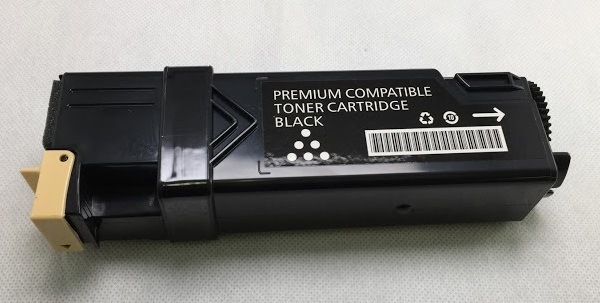 PREMIUM COMPATIBLE
TONER CARTRIDGE
BLACK